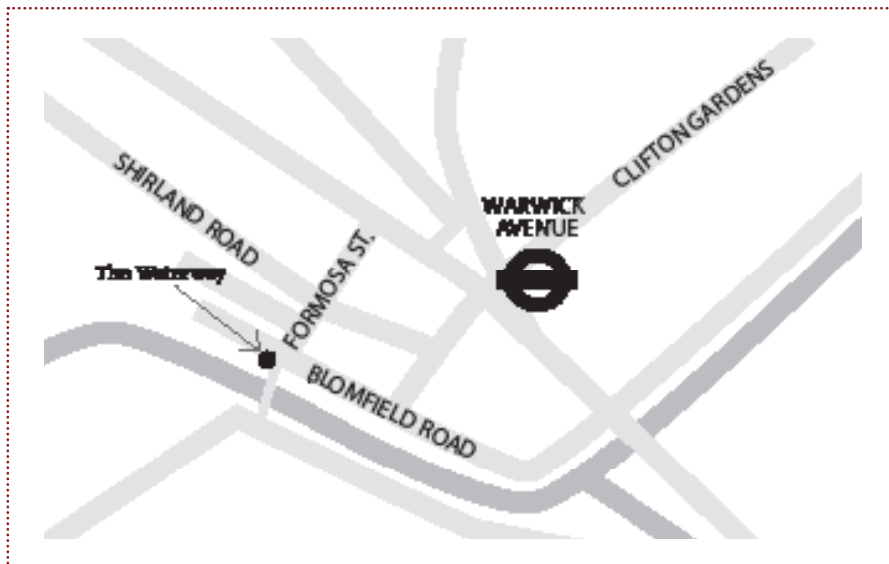 CLIFTON GARDENS
SHIRLAND ROAD
WARWICK
AVENUE
FORMOSA ST.
The Waterway
BLOMFIELD ROAD